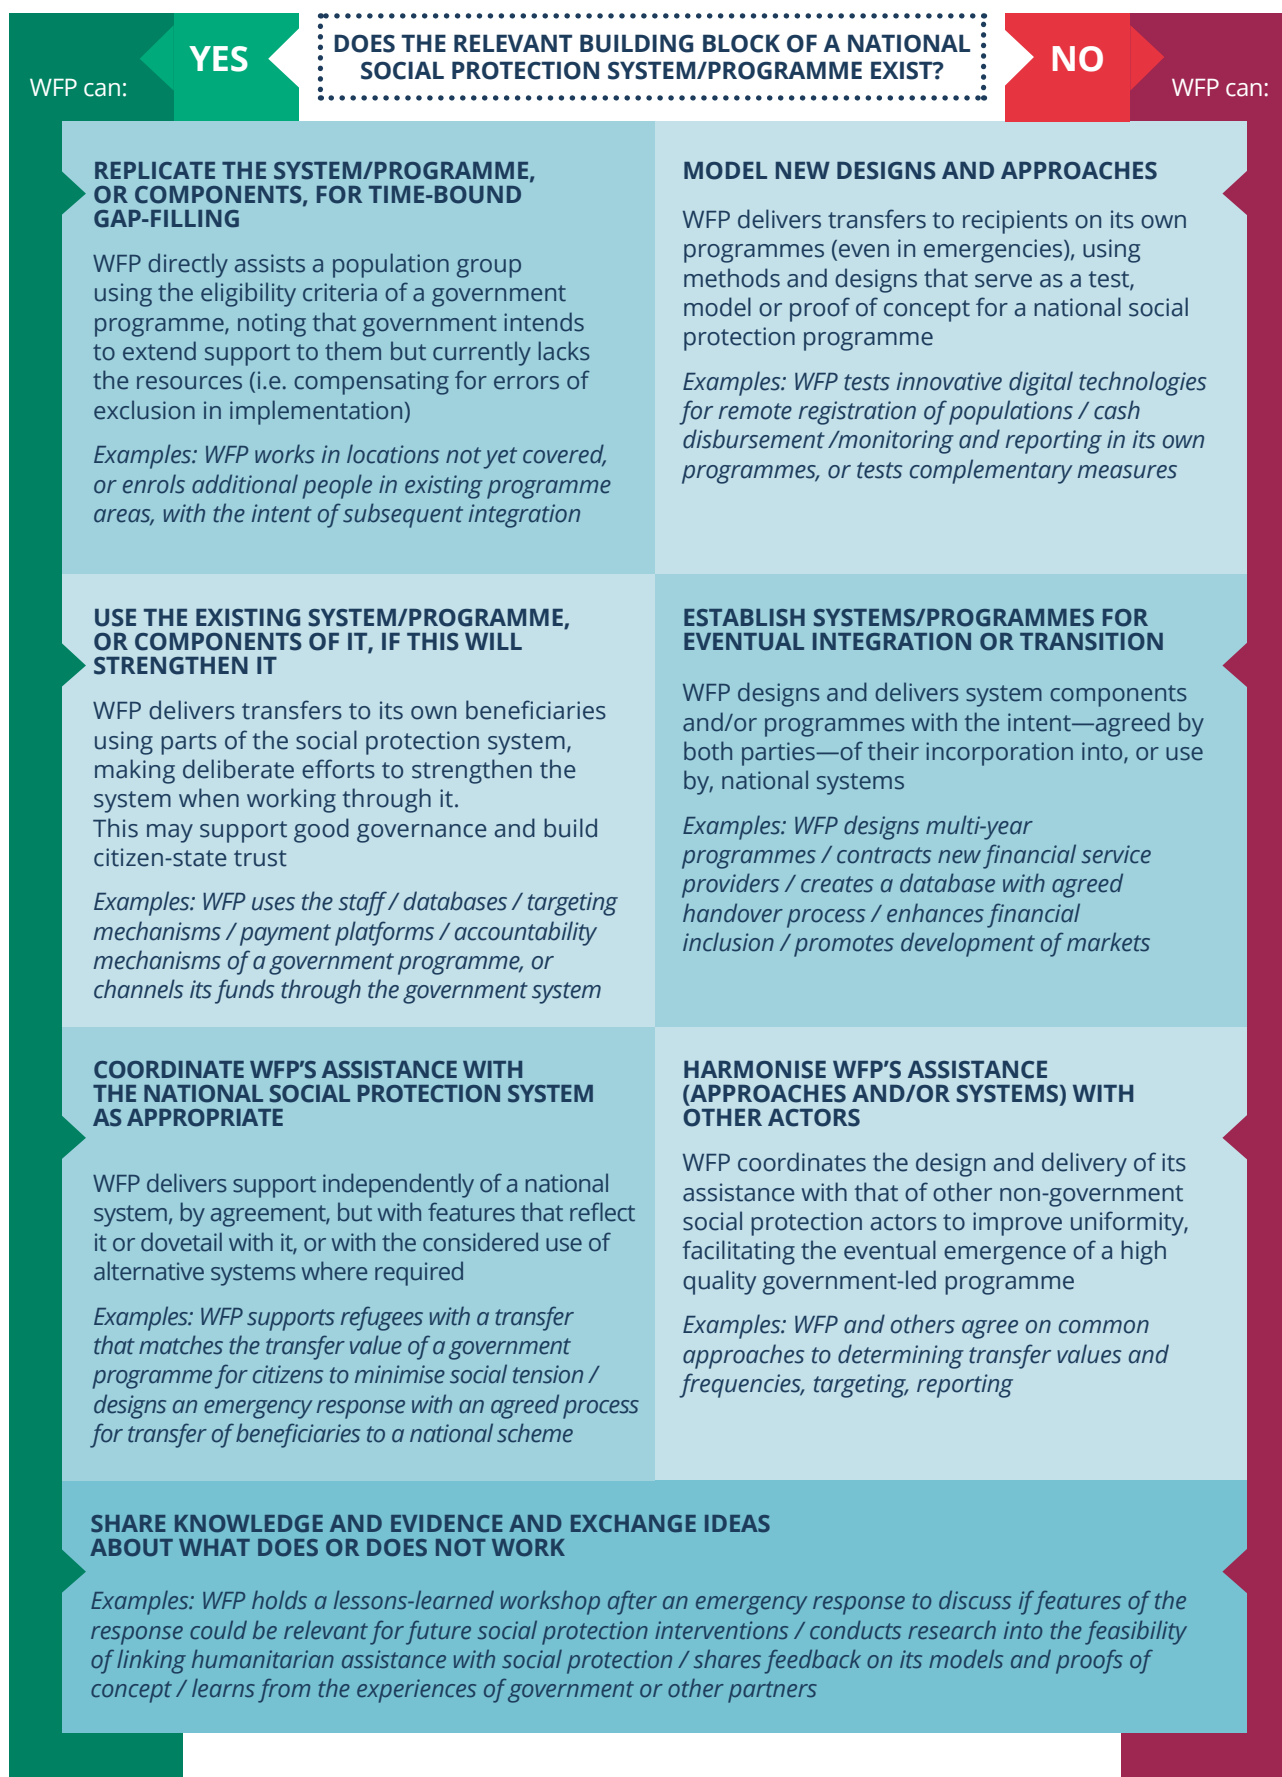 YES
DOES THE RELEVANT BUILDING BLOCK OF A NATIONAL
SOCIAL PROTECTION SYSTEM/PROGRAMME EXIST?
NO
WFP can:
WFP can:
REPLICATE THE SYSTEM/PROGRAMME,
OR COMPONENTS, FOR TIME-BOUND
GAP-FILLING
WFP directly assists a population group
using the eligibility criteria of a government
programme, noting that government intends
to extend support to them but currently lacks
the resources (i.e. compensating for errors of
exclusion in implementation)
Examples: WFP works in locations not yet covered,
or enrols additional people in existing programme
areas, with the intent of subsequent integration
MODEL NEW DESIGNS AND APPROACHES
WFP delivers transfers to recipients on its own
programmes (even in emergencies), using
methods and designs that serve as a test,
model or proof of concept for a national social
protection programme
Examples: WFP tests innovative digital technologies
for remote registration of populations / cash
disbursement /monitoring and reporting in its own
programmes, or tests complementary measures
USE THE EXISTING SYSTEM/PROGRAMME,
OR COMPONENTS OF IT, IF THIS WILL
STRENGTHEN IT
WFP delivers transfers to its own beneficiaries
using parts of the social protection system,
making deliberate efforts to strengthen the
system when working through it.
This may support good governance and build
citizen-state trust
Examples: WFP uses the staff / databases / targeting
mechanisms / payment platforms / accountability
mechanisms of a government programme, or
channels its funds through the government system
ESTABLISH SYSTEMS/PROGRAMMES FOR
EVENTUAL INTEGRATION OR TRANSITION
WFP designs and delivers system components
and/or programmes with the intent—agreed by
both parties—of their incorporation into, or use
by, national systems
Examples: WFP designs multi-year
programmes / contracts new financial service
providers / creates a database with agreed
handover process / enhances financial
inclusion / promotes development of markets
COORDINATE WFP’S ASSISTANCE WITH
THE NATIONAL SOCIAL PROTECTION SYSTEM
AS APPROPRIATE
WFP delivers support independently of a national
system, by agreement, but with features that reflect
it or dovetail with it, or with the considered use of
alternative systems where required
Examples: WFP supports refugees with a transfer
that matches the transfer value of a government
programme for citizens to minimise social tension /
designs an emergency response with an agreed process
for transfer of beneficiaries to a national scheme
HARMONISE WFP’S ASSISTANCE
(APPROACHES AND/OR SYSTEMS) WITH
OTHER ACTORS
WFP coordinates the design and delivery of its
assistance with that of other non-government
social protection actors to improve uniformity,
facilitating the eventual emergence of a high
quality government-led programme
Examples: WFP and others agree on common
approaches to determining transfer values and
frequencies, targeting, reporting
SHARE KNOWLEDGE AND EVIDENCE AND EXCHANGE IDEAS
ABOUT WHAT DOES OR DOES NOT WORK
Examples: WFP holds a lessons-learned workshop after an emergency response to discuss if features of the
response could be relevant for future social protection interventions / conducts research into the feasibility
of linking humanitarian assistance with social protection / shares feedback on its models and proofs of
concept / learns from the experiences of government or other partners